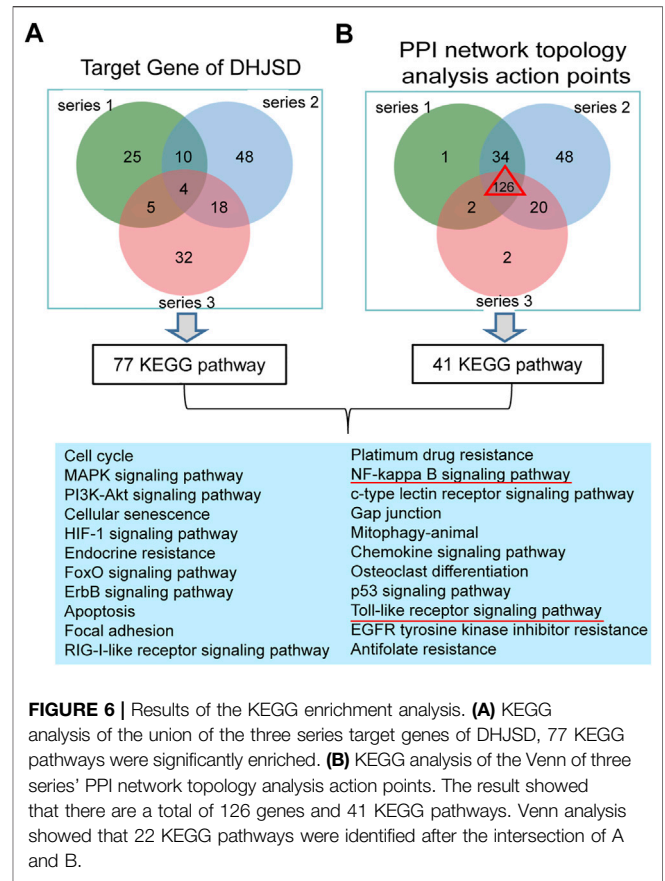 A
B
Target Gene of DHJSD
PPI network topology
analysis action points
series 1
series 2
25
10
48
4
5
18
32
series 3
series 1
series 2
1
34
48
126
2
20
2
series 3
77 KEGG pathway
41 KEGG pathway
Cell cycle
MAPK signaling pathway
PI3K-Akt signaling pathway
Cellular senescence
HIF-1 signaling pathway
Endocrine resistance
FoxO signaling pathway
ErbB signaling pathway
Apoptosis
Focal adhesion
RIG-I-like receptor signaling pathway
Platinum drug resistance
NF-kappa B signaling pathway
c-type lectin receptor signaling pathway
Gap junction
Mitophagy-animal
Chemokine signaling pathway
Osteoclast differentiation
p53 signaling pathway
Toll-like receptor signaling pathway
EGFR tyrosine kinase inhibitor resistance
Antifolate resistance
FIGURE 6 | Results of the KEGG enrichment analysis. (A) KEGG
analysis of the union of the three series target genes of DHJSD, 77 KEGG
pathways were significantly enriched. (B) KEGG analysis of the Venn of three
series' PPI network topology analysis action points. The result showed
that there are a total of 126 genes and 41 KEGG pathways. Venn analysis
showed that 22 KEGG pathways were identified after the intersection of A
and B.